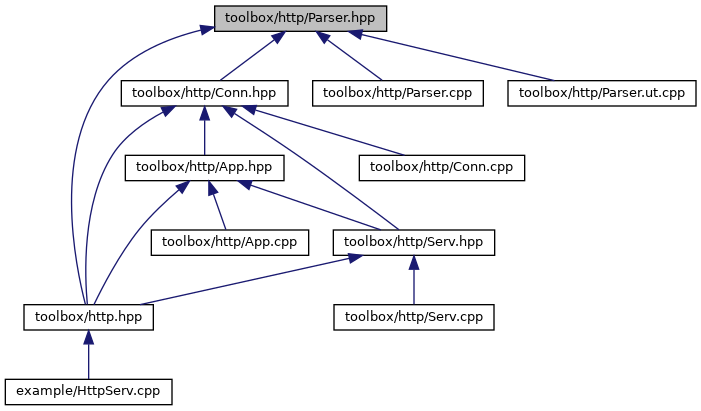 toolbox/http/Parser.hpp
toolbox/http/Conn.hpp
toolbox/http/Parser.cpp
toolbox/http/Parser.ut.cpp
toolbox/http/App.hpp
toolbox/http/Conn.cpp
toolbox/http/App.cpp
toolbox/http/Serv.hpp
toolbox/http.hpp
toolbox/http/Serv.cpp
example/HttpServ.cpp